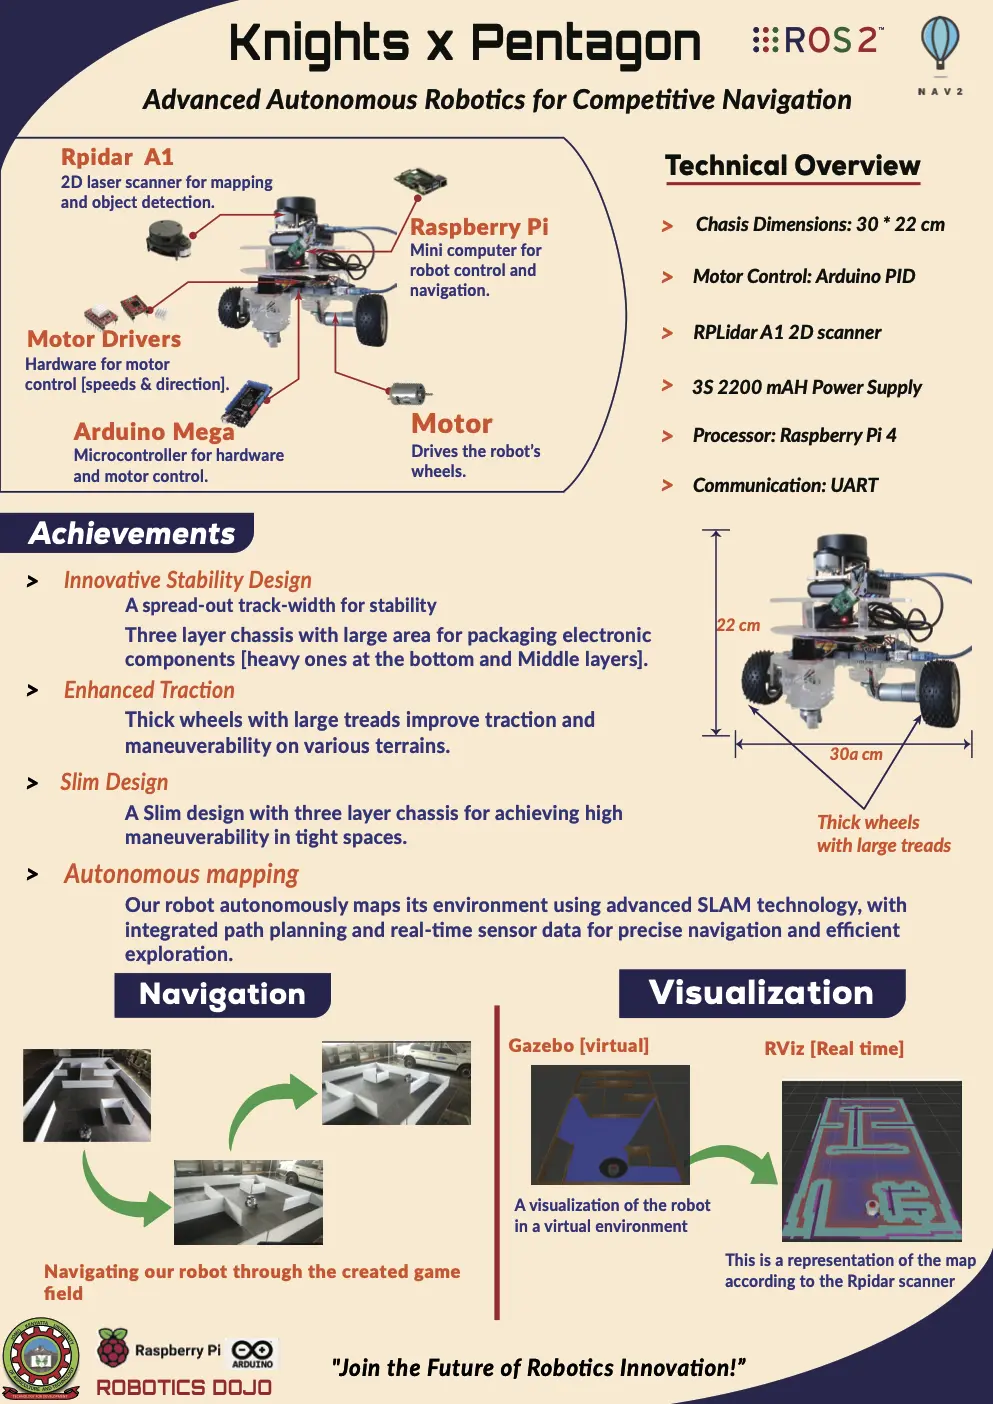 Knights x Pentagon
ROS 2™
NAV2
Advanced Autonomous Robotics for Competitive Navigation
Rpidar A1
2D laser scanner for mapping
and object detection.
Raspberry Pi
Mini computer for
robot control and
navigation.
Motor Drivers
Hardware for motor
control [speeds & direction].
Arduino Mega
Microcontroller for hardware
and motor control.
Motor
Drives the robot's
wheels.
Technical Overview
> Chasis Dimensions: 30 * 22 cm
> Motor Control: Arduino PID
> RPLidar A1 2D scanner
> 3S 2200 mAH Power Supply
> Processor: Raspberry Pi 4
> Communication: UART
Achievements
> Innovative Stability Design
A spread-out track-width for stability
Three layer chassis with large area for packaging electronic
components [heavy ones at the bottom and Middle layers].
> Enhanced Traction
Thick wheels with large treads improve traction and
maneuverability on various terrains.
> Slim Design
A Slim design with three layer chassis for achieving high
maneuverability in tight spaces.
> Autonomous mapping
Our robot autonomously maps its environment using advanced SLAM technology, with
integrated path planning and real-time sensor data for precise navigation and efficient
exploration.
22 cm
30a cm
Thick wheels
with large treads
Navigation
Navigating our robot through the created game
field
Visualization
Gazebo [virtual]
RViz [Real time]
A visualization of the robot
in a virtual environment
This is a representation of the map
according to the Rpidar scanner
Raspberry Pi
ARDUINO
ROBOTICS DOJO
"Join the Future of Robotics Innovation!”